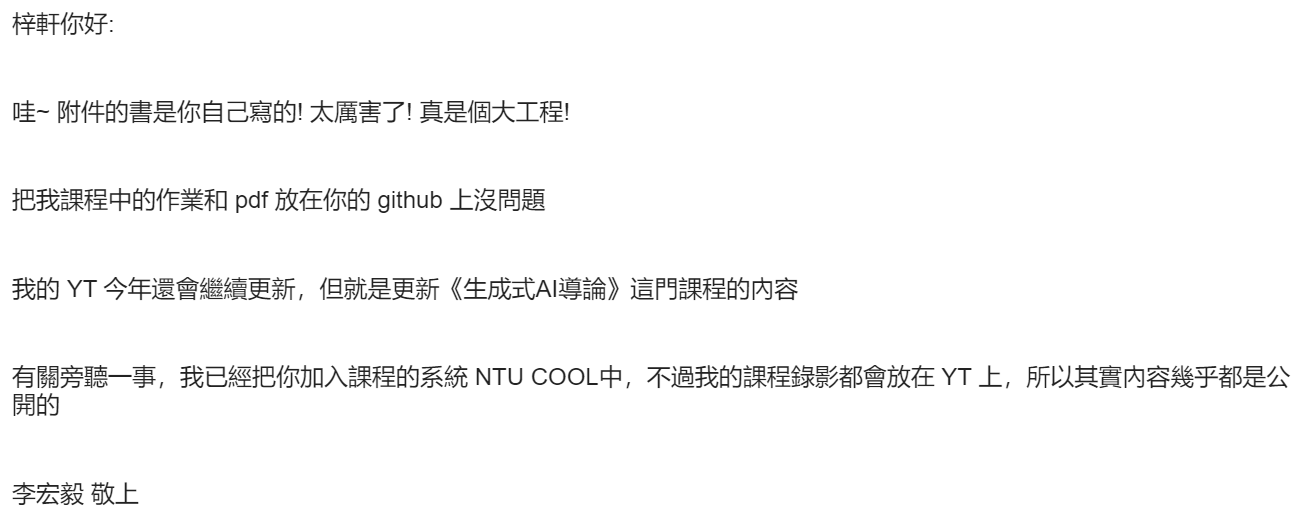 梓軒你好:
哇~ 附件的書是你自己寫的! 太厲害了! 真是個大工程!
把我課程中的作業和 pdf 放在你的 github 上沒問題
我的 YT 今年還會繼續更新，但就是更新《生成式AI導論》這門課程的內容
有關旁聽一事，我已經把你加入課程的系統 NTU COOL中，不過我的課程錄影都會放在 YT 上，所以其實內容幾乎都是公
開的
李宏毅 敬上